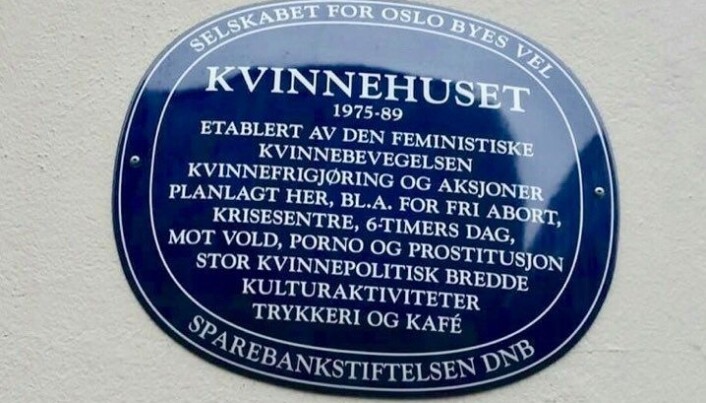 SELSKABET FOR OSLO BYES VEL
KVINNEHUSET
1975-89
ETABLERT AV DEN FEMINISTISKE
KVINNEBEVEGELSEN
KVINNEFRIGJØRING OG AKSJONER
PLANLAGT HER, BL.A. FOR FRI ABORT,
KRISESENTRE, 6-TIMERS DAG,
MOT VOLD, PORNO OG PROSTITUSJON
STOR KVINNEPOLITISK BREDDE
KULTURAKTIVITETER
TRYKKERI OG KAFÉ
SPAREBANKSTIFTELSEN DNB